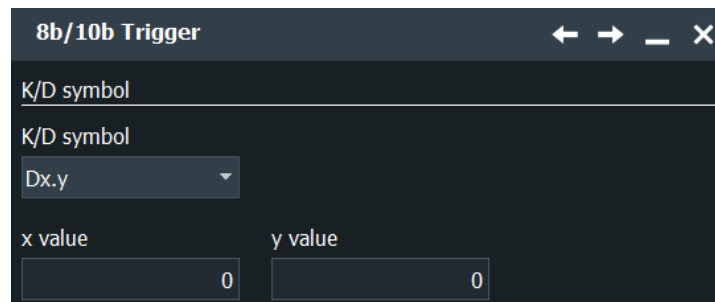 8b/10b Trigger
K/D symbol
K/D symbol
Dx.y
x value y value
0 0